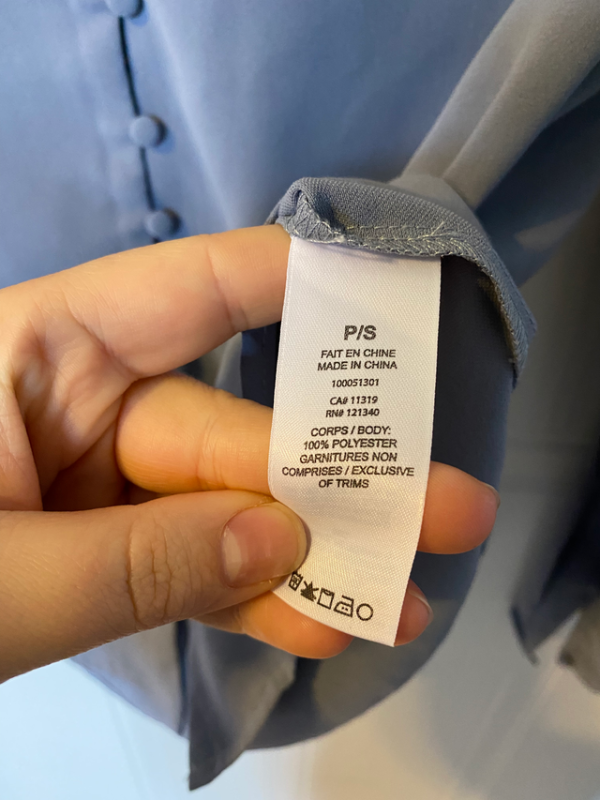 P/S
FAIT EN CHINE
MADE IN CHINA
100051301
CA# 11319
RN# 121340
CORPS / BODY:
100% POLYESTER
GARNITURES NON
COMPRISES / EXCLUSIVE
OF TRIMS